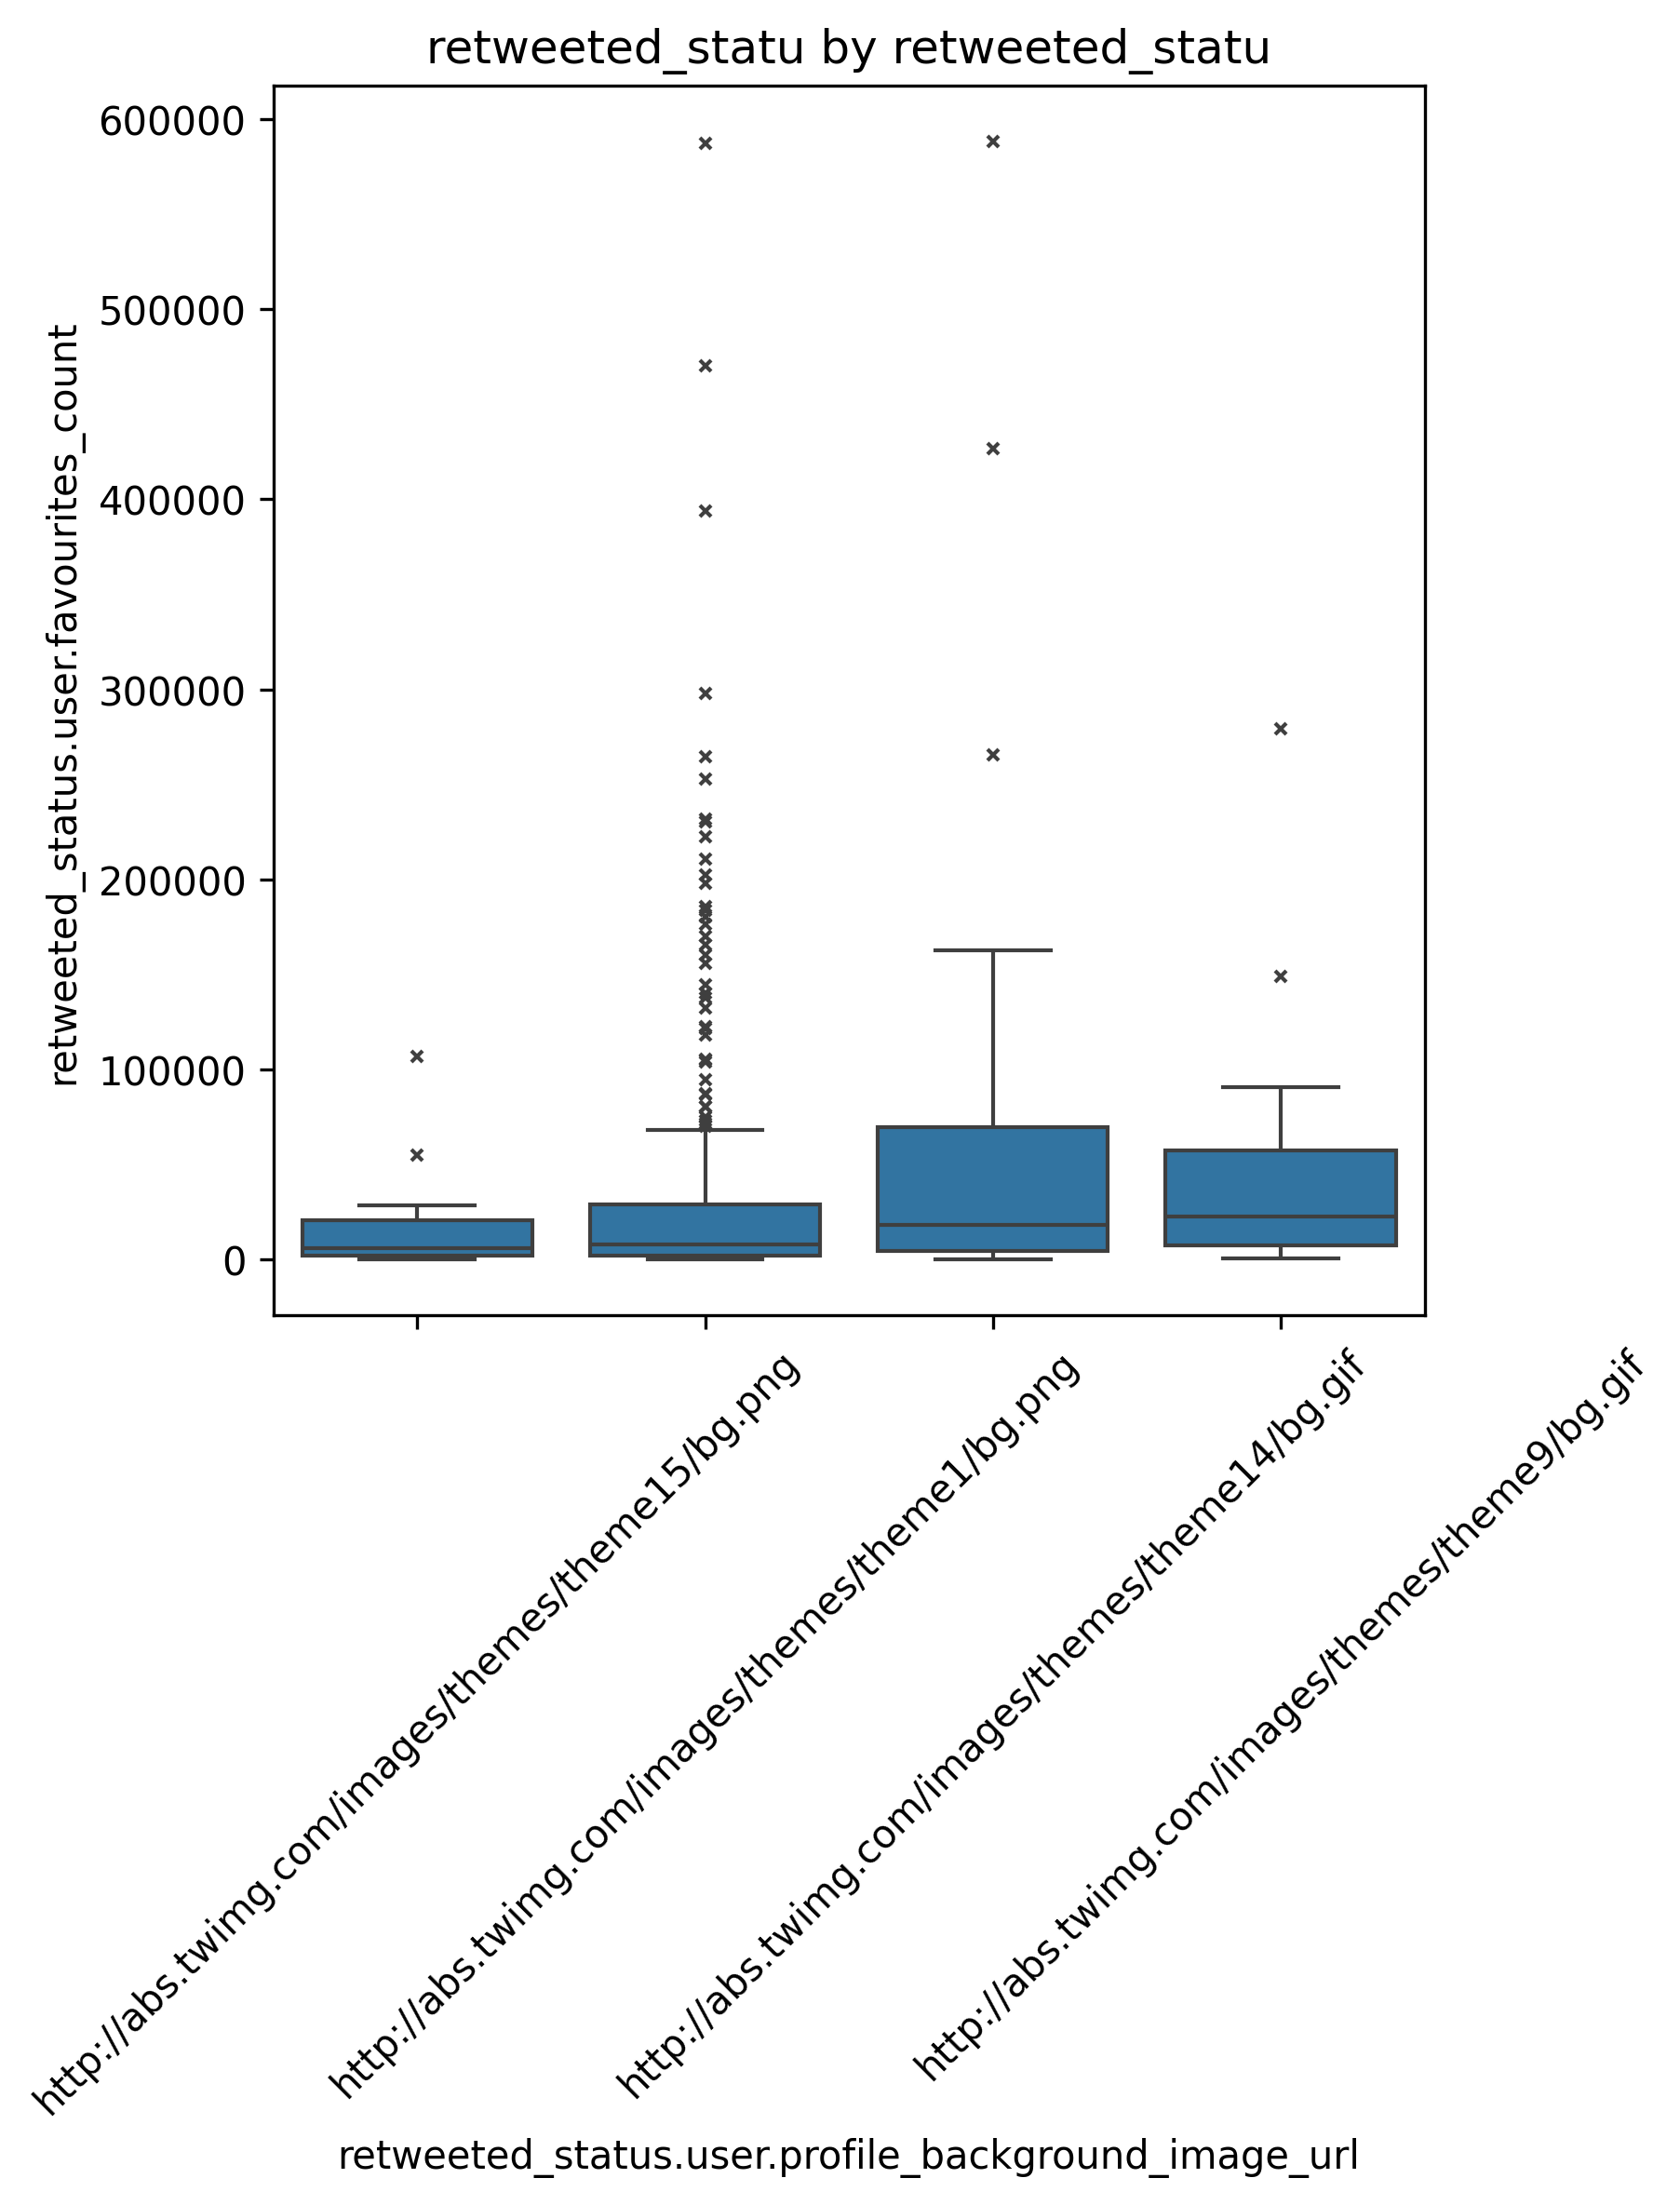 retweeted_statu by retweeted_statu
retweeted_status.user.favourites_count
600000
500000
400000
300000
200000
100000
0
http://abs.twimg.com/images/themes/theme15/bg.png
http://abs.twimg.com/images/themes/theme1/bg.png
http://abs.twimg.com/images/themes/theme14/bg.gif
http://abs.twimg.com/images/themes/theme9/bg.gif
retweeted_status.user.profile_background_image_url